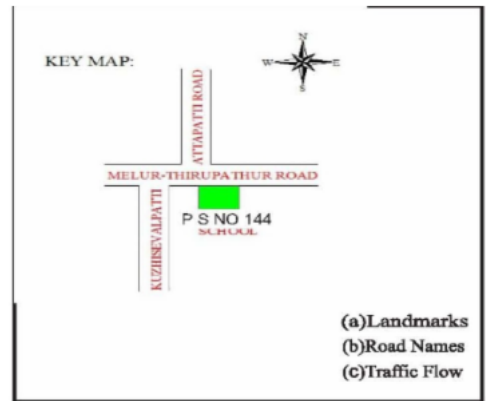 N
KEY MAP:
W E
S
ATTAPATTI ROAD
MELUR-THIRUPATHUR ROAD
KUZHISEVALPATTI
P S NO 144
SCHOOL
(a)Landmarks
(b)Road Names
(c)Traffic Flow